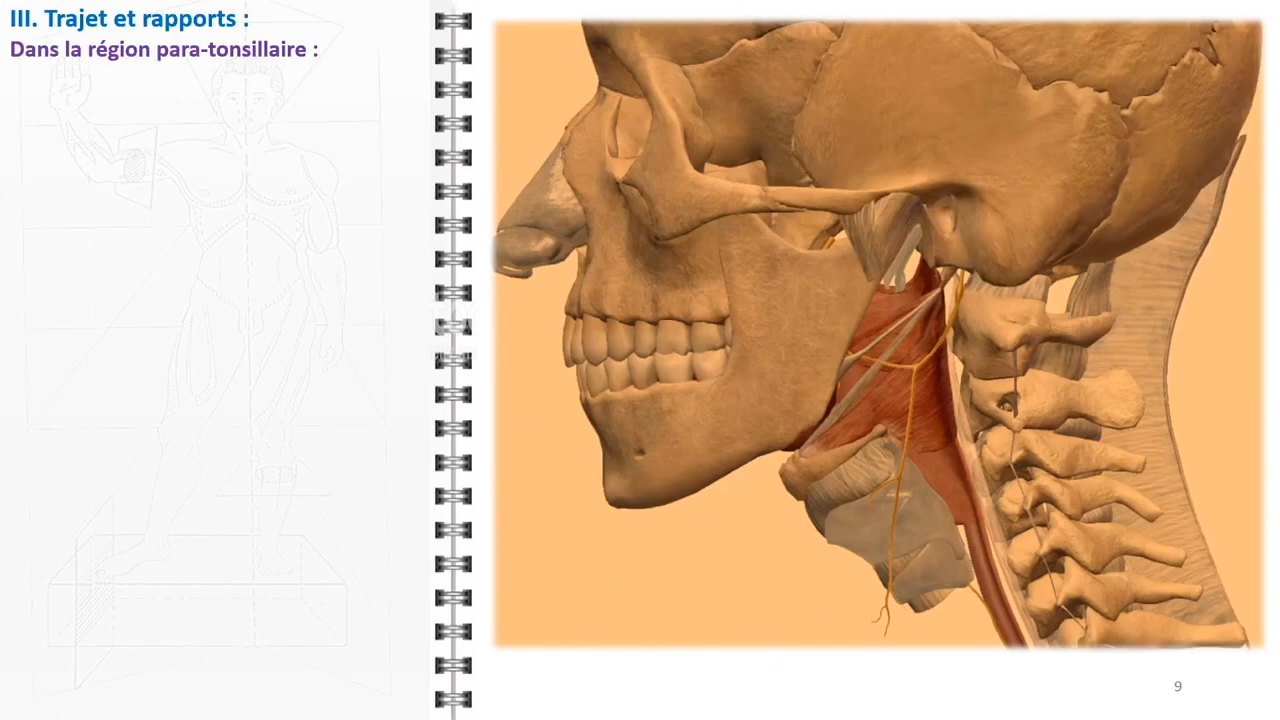 III. Trajet et rapports :
Dans la région para-tonsillaire :
9